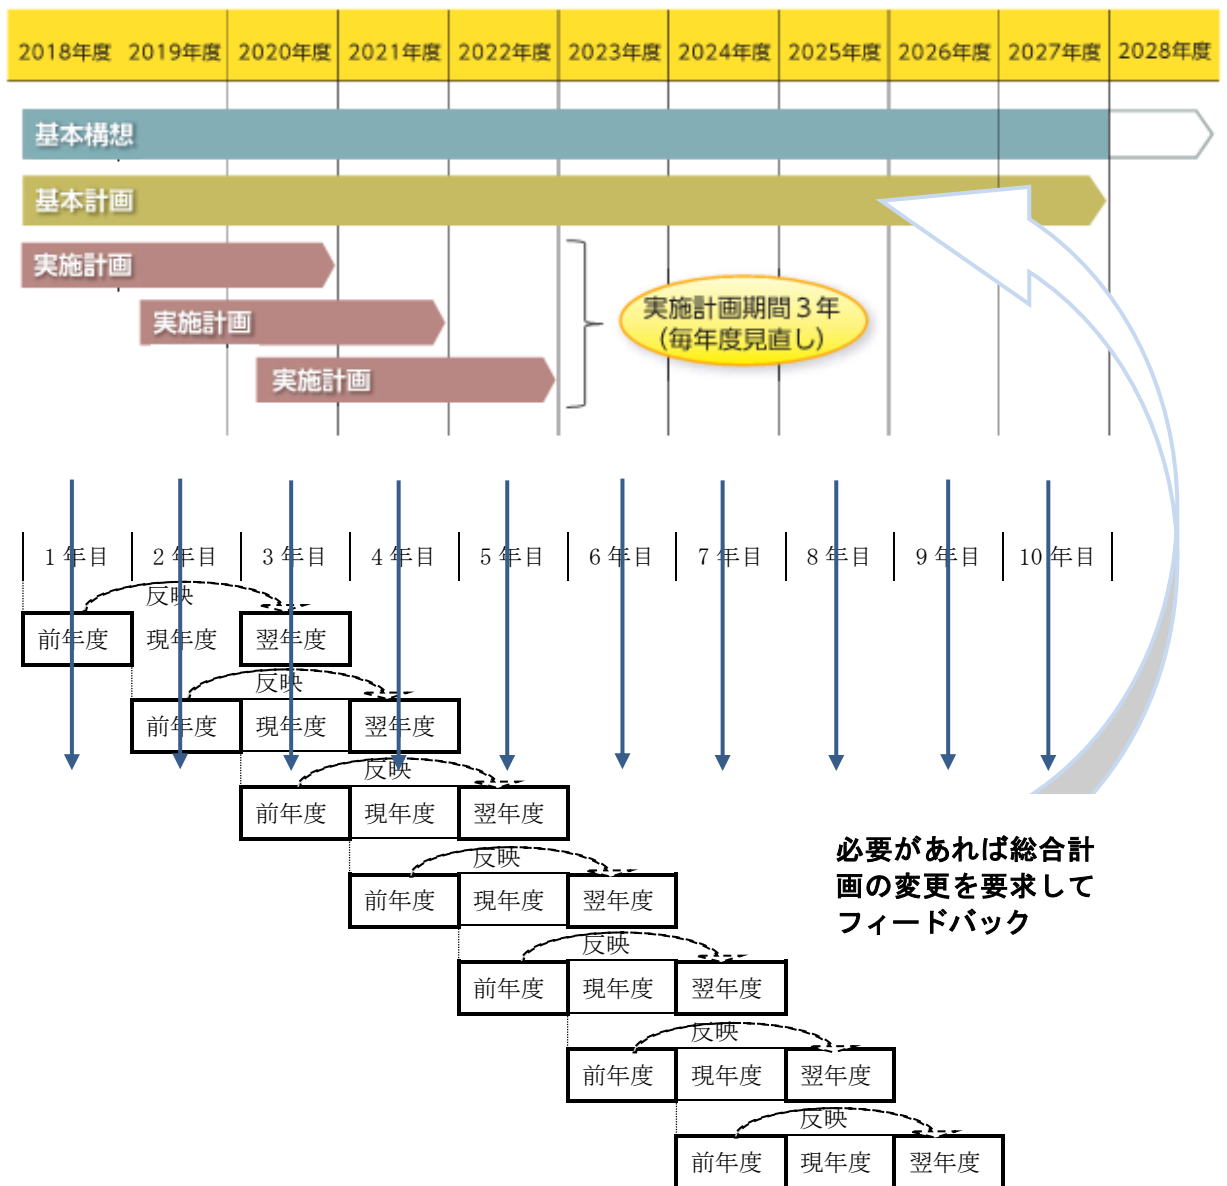 2018年度 2019年度 2020年度 2021年度 2022年度 2023年度 2024年度 2025年度 2026年度 2027年度 2028年度
基本構想
基本計画
実施計画
実施計画
実施計画
実施計画期間3年
(毎年度見直し)
1年目 2年目 3年目 4年目 5年目 6年目 7年目 8年目 9年目 10年目
反映
前年度 現年度 翌年度
反映
前年度 現年度 翌年度
反映
前年度 現年度 翌年度
反映
前年度 現年度 翌年度
反映
前年度 現年度 翌年度
反映
前年度 現年度 翌年度
反映
前年度 現年度 翌年度
必要があれば総合計
画の変更を要求して
フィードバック